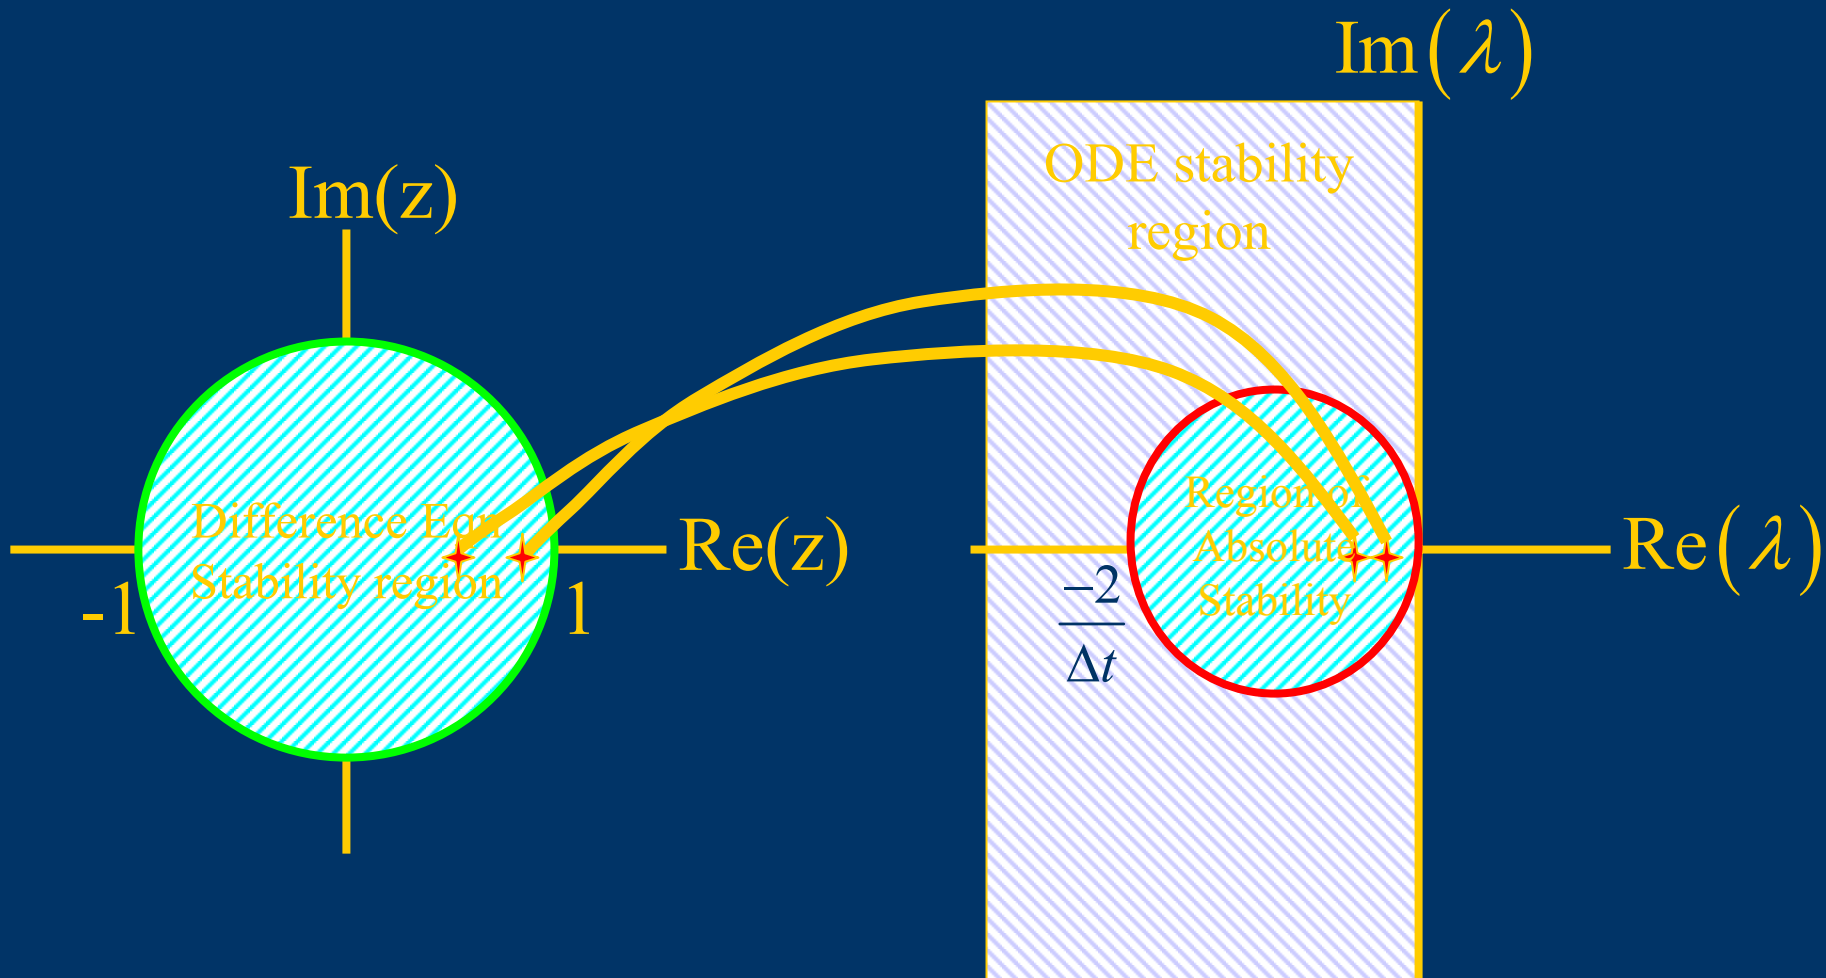 Im(λ)
ODE stability
region
Im(z)
Difference Eqn
Stability region
-1
1
Re(z)
−2
Δt
Region of
Absolute
Stability
Re(λ)